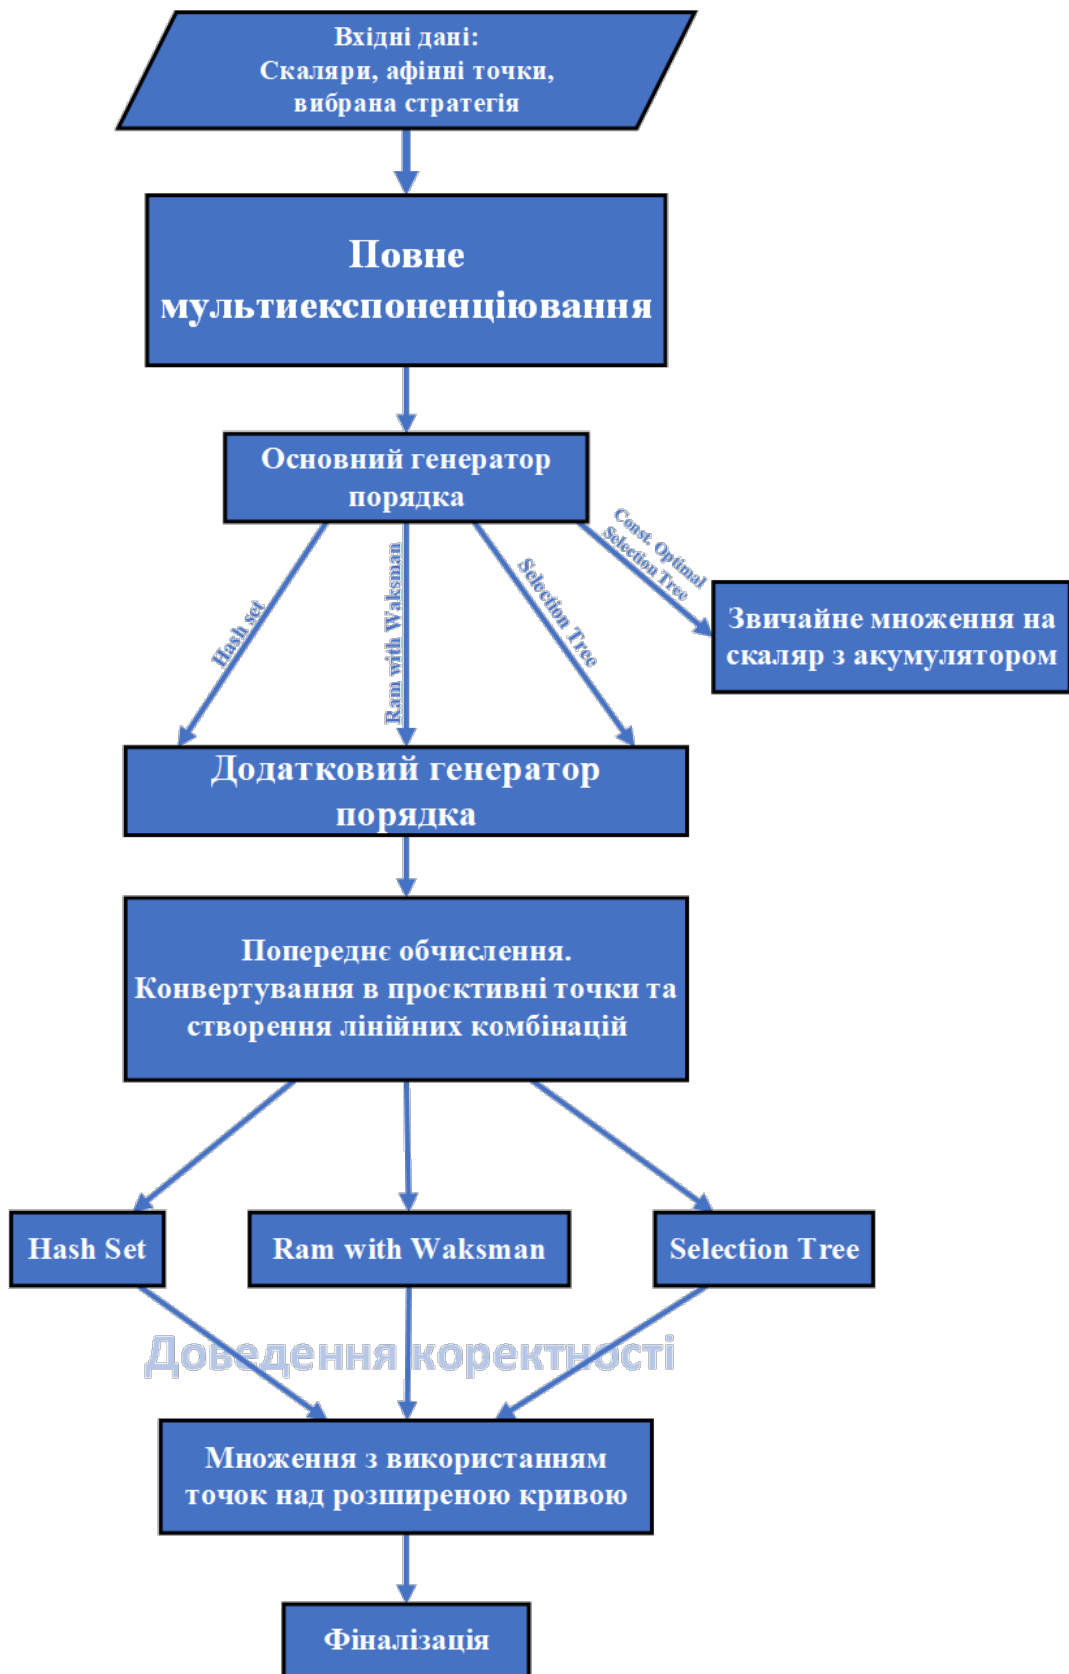 Вхідні дані:
Скаляри, афінні точки,
вибрана стратегія
Повне
мультиекспоненціювання
Основний генератор
порядка
Hash set
Ram with Waksman
Selection Tree
Const. Optimal
Selection Tree
Звичайне множення на
скаляр з акумулятором
Додатковий генератор
порядка
Попереднє обчислення.
Конвертування в проєктивні точки та
створення лінійних комбінацій
Hash Set
Ram with Waksman
Selection Tree
Доведення коректності
Множення з використанням
точок над розширеною кривою
Фіналізація